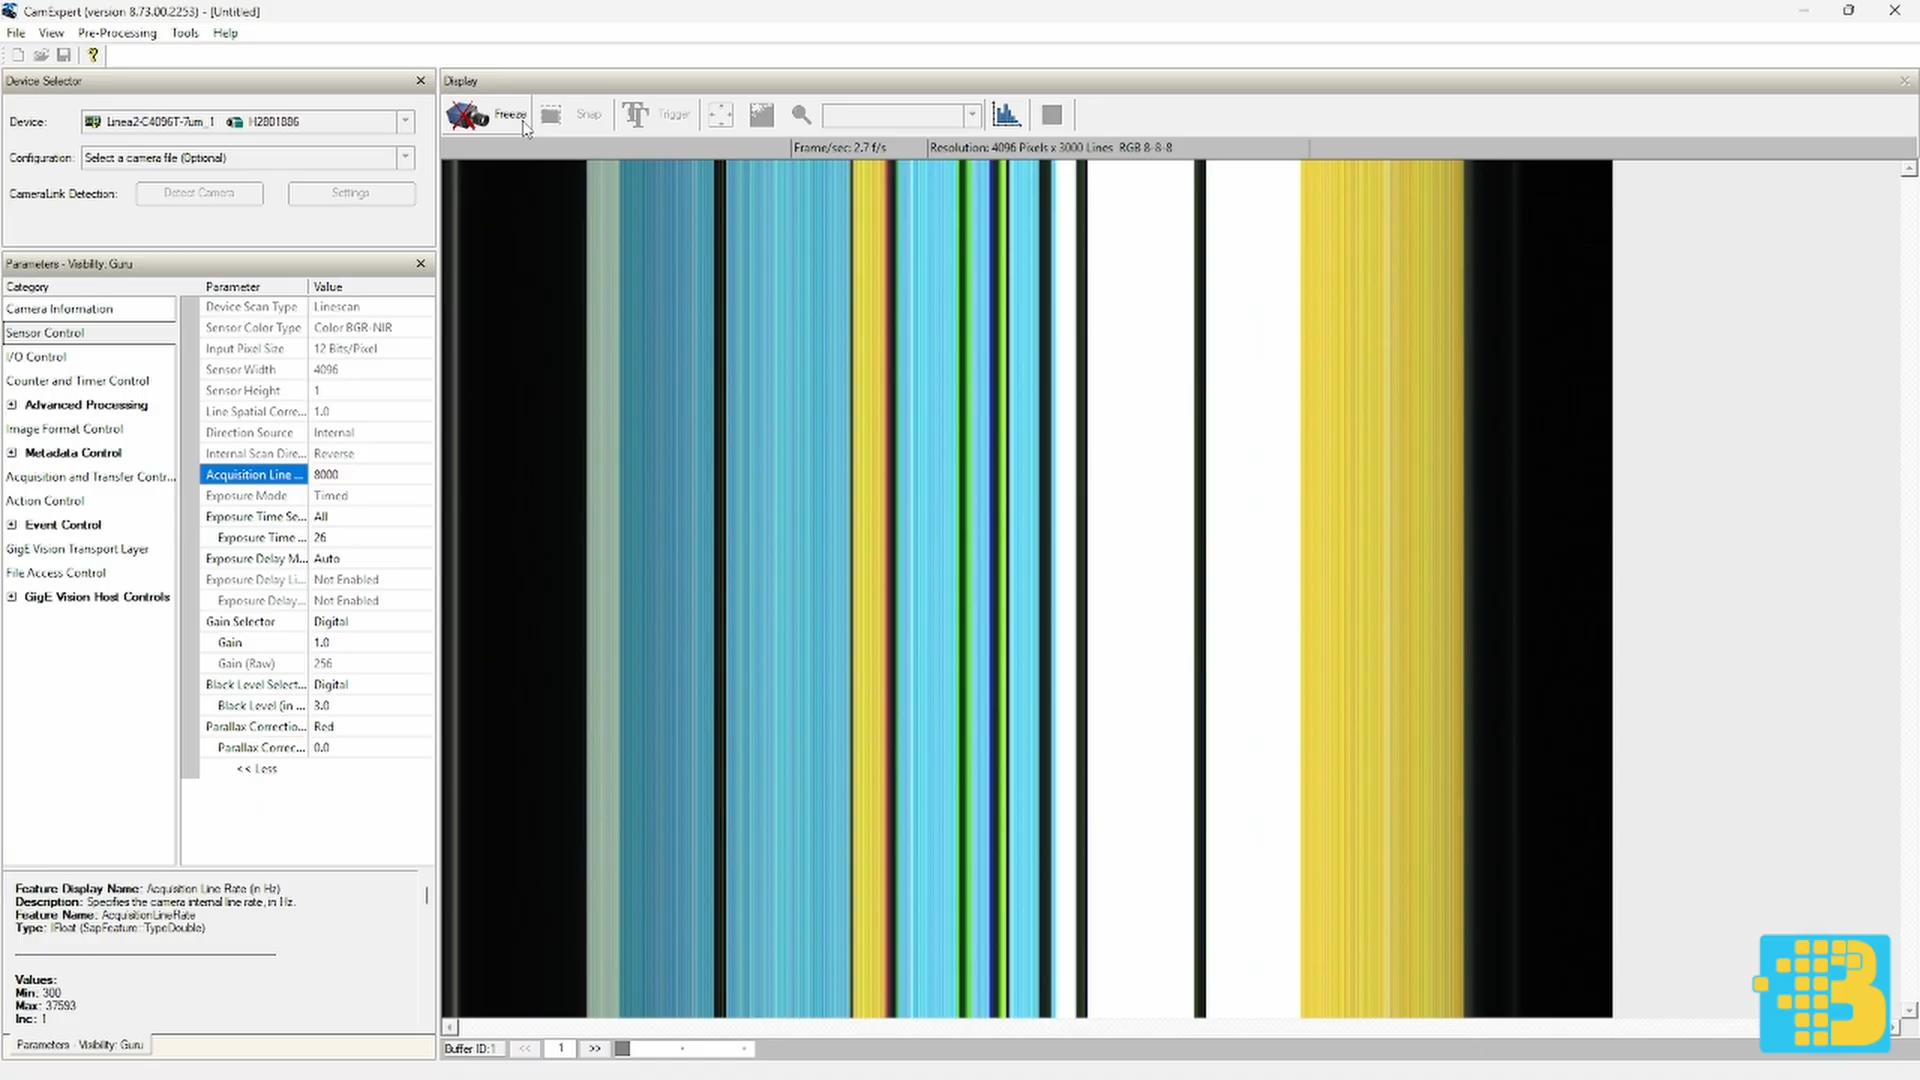 CamExpert (version 8.73.00.2253) - [Untitled]
File View Pre-Processing Tools Help
Device Selector
Device: Linea2-C4096T-7um_1 H2801886
Configuration: Select a camera file (Optional)
CameraLink Detection: Detect Camera Settings
Parameters - Visibility: Guru
Category
Camera Information
Sensor Control
I/O Control
Counter and Timer Control
Advanced Processing
Image Format Control
Metadata Control
Acquisition and Transfer Contr...
Action Control
Event Control
GigE Vision Transport Layer
File Access Control
GigE Vision Host Controls
Parameter Value
Device Scan Type Linescan
Sensor Color Type Color BGR-NIR
Input Pixel Size 12 Bits/Pixel
Sensor Width 4096
Sensor Height 1
Line Spatial Corre... 1.0
Direction Source Internal
Internal Scan Dire... Reverse
Acquisition Line ... 8000
Exposure Mode Timed
Exposure Time Se... All
Exposure Time ... 26
Exposure Delay M... Auto
Exposure Delay Li... Not Enabled
Exposure Delay... Not Enabled
Gain Selector Digital
Gain 1.0
Gain (Raw) 256
Black Level Select... Digital
Black Level (in ... 3.0
Parallax Correctio... Red
Parallax Correc... 0.0
<< Less
Feature Display Name: Acquisition Line Rate (in Hz)
Description: Specifies the camera internal line rate, in Hz.
Feature Name: AcquisitionLineRate
Type: IFloat (SapFeature::TypeDouble)
Values:
Min: 300
Max: 37593
Inc: 1
Parameters - Visibility: Guru
Display
Freeze Snap Trigger
Frame/sec: 2.7 f/s Resolution: 4096 Pixels x 3000 Lines RGB 8-8-8
Buffer ID:1 << 1 >>
B